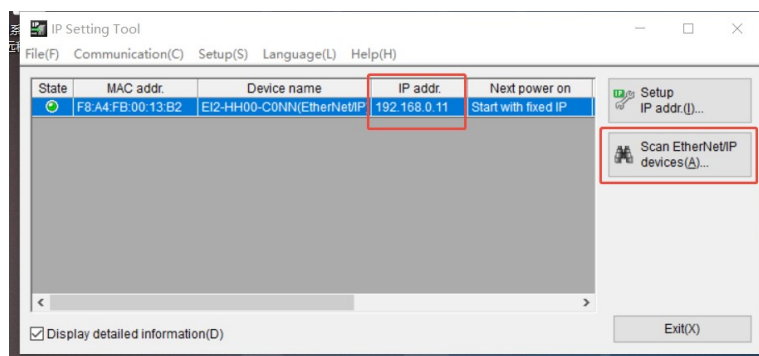 IP Setting Tool
File(F) Communication(C) Setup(S) Language(L) Help(H)
State MAC addr. Device name IP addr. Next power on
F8:A4:FB:00:13:B2 EI2-HH00-C0NN(EtherNet/IP 192.168.0.11 Start with fixed IP
Setup
IP addr.(I)...
Scan EtherNet/IP
devices(A)...
Display detailed information(D)
Exit(X)